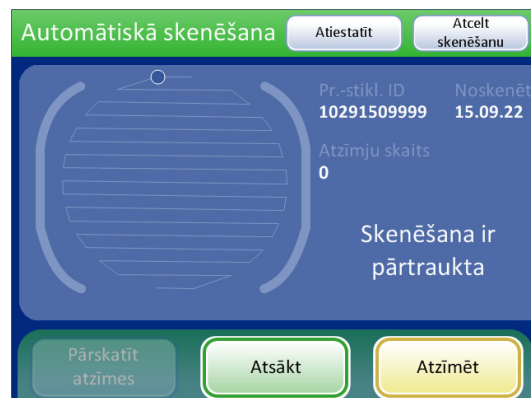 Automātiskā skenēšana
Atiestatīt
Atcelt
skenēšanu
Pr.-stikl. ID
Noskenēt
10291509999
15.09.22
Atzīmju skaits
0
Skenēšana ir
pārtraukta
Pārskatīt
atzīmes
Atsākt
Atzīmēt